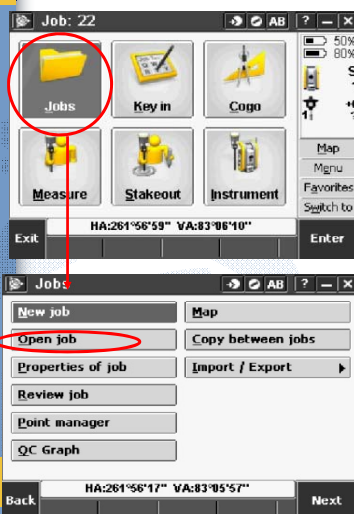 Job: 22
AB
?
50%
80%
Jobs
Key in
Cogo
Map
Menu
Favorites
Switch to
Measure
Stakeout
Instrument
HA:261°56'59" VA:83°06'10"
Exit
Enter
Jobs
AB
?
New job
Map
Open job
Copy between jobs
Properties of job
Import / Export
Review job
Point manager
QC Graph
HA:261°56'17" VA:83°05'57"
Back
Next